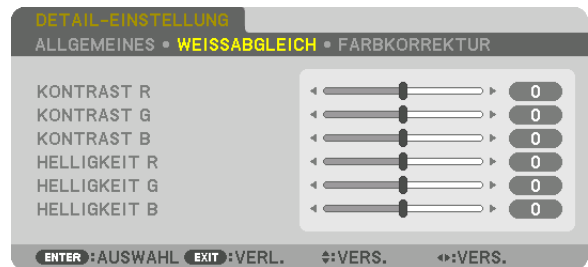 DETAIL-EINSTELLUNG
ALLGEMEINES • WEISSABGLEICH • FARBKORREKTUR
KONTRAST R 0
KONTRAST G 0
KONTRAST B 0
HELLIGKEIT R 0
HELLIGKEIT G 0
HELLIGKEIT B 0
ENTER:AUSWAHL EXIT:VERL. :VERS. :VERS.